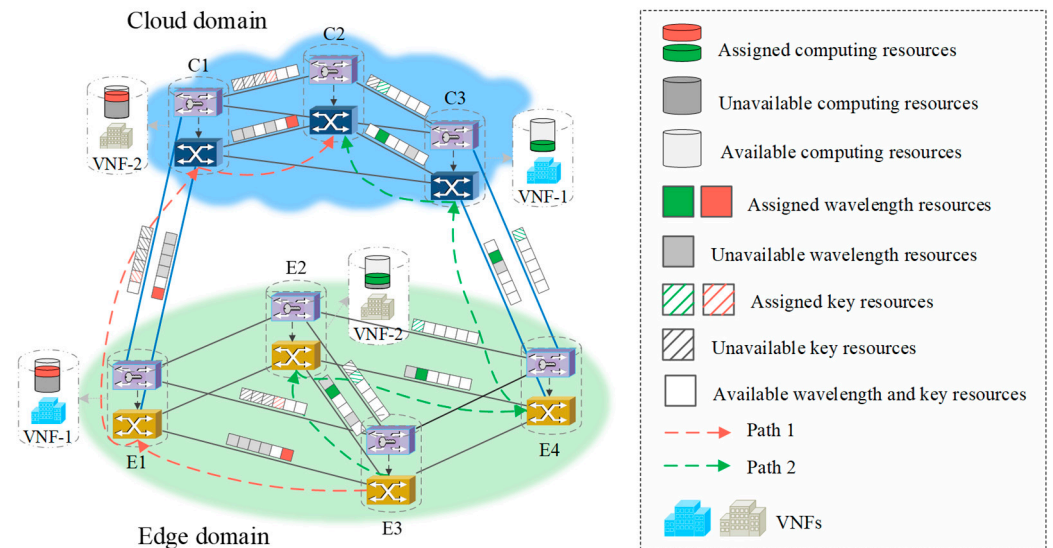 Cloud domain
C2
C1
C3
VNF-2
VNF-1
E2
VNF-2
VNF-1
E1
E4
E3
Edge domain
Assigned computing resources
Unavailable computing resources
Available computing resources
Assigned wavelength resources
Unavailable wavelength resources
Assigned key resources
Unavailable key resources
Available wavelength and key resources
Path 1
Path 2
VNFs